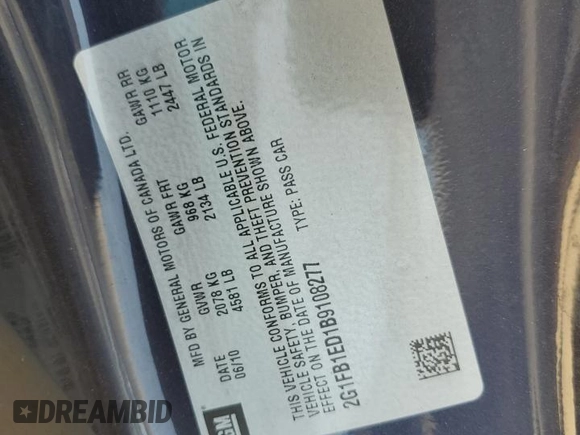 GM
MFD BY GENERAL MOTORS OF CANADA LTD.
DATE GVWR GAWR FRT GAWR RR
06/10 2078 KG 968 KG 1110 KG
4581 LB 2134 LB 2447 LB
THIS VEHICLE CONFORMS TO ALL APPLICABLE U.S. FEDERAL MOTOR
VEHICLE SAFETY, BUMPER, AND THEFT PREVENTION STANDARDS IN
EFFECT ON THE DATE OF MANUFACTURE SHOWN ABOVE.
2G1FB1ED1B9108277 TYPE: PASS CAR
DREAMBID